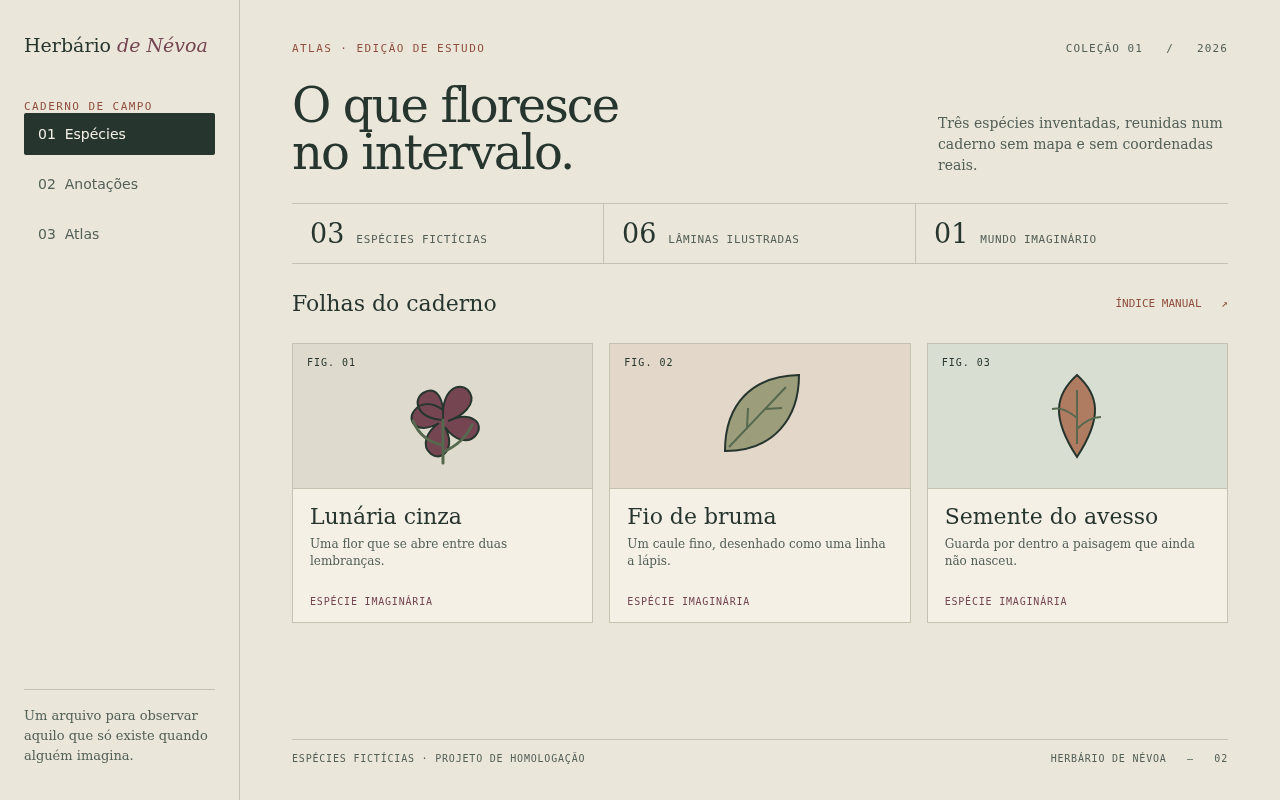 Herbário de Névoa
CADERNO DE CAMPO
01 Espécies
02 Anotações
03 Atlas
Um arquivo para observar
aquilo que só existe quando
alguém imagina.
ATLAS · EDIÇÃO DE ESTUDO
COLEÇÃO 01 / 2026
O que floresce
no intervalo.
Três espécies inventadas, reunidas num
caderno sem mapa e sem coordenadas
reais.
03 ESPÉCIES FICTÍCIAS
06 LÂMINAS ILUSTRADAS
01 MUNDO IMAGINÁRIO
Folhas do caderno
ÍNDICE MANUAL ↗
FIG. 01
Lunária cinza
Uma flor que se abre entre duas
lembranças.
ESPÉCIE IMAGINÁRIA
FIG. 02
Fio de bruma
Um caule fino, desenhado como uma linha
a lápis.
ESPÉCIE IMAGINÁRIA
FIG. 03
Semente do avesso
Guarda por dentro a paisagem que ainda
não nasceu.
ESPÉCIE IMAGINÁRIA
ESPÉCIES FICTÍCIAS · PROJETO DE HOMOLOGAÇÃO
HERBÁRIO DE NÉVOA — 02